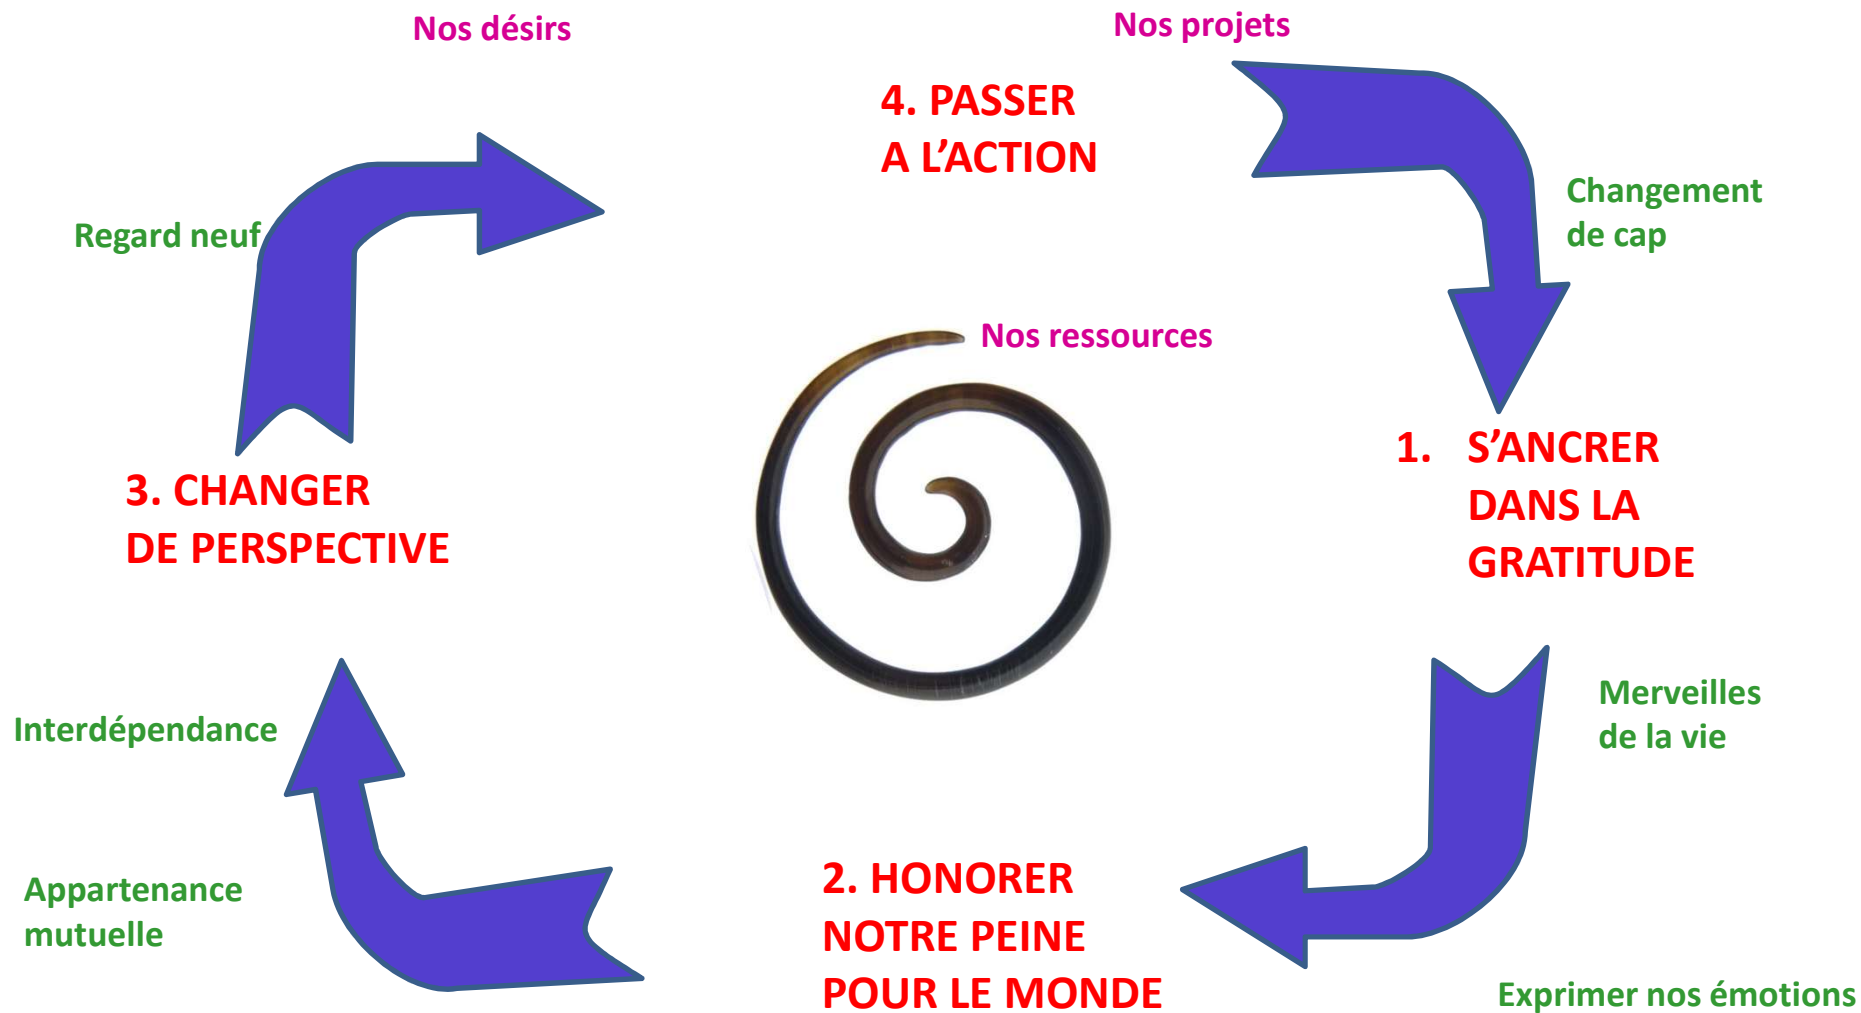 Nos désirs
Nos projets
4. PASSER
A L’ACTION
Changement
de cap
Regard neuf
Nos ressources
1. S’ANCRER
DANS LA
GRATITUDE
3. CHANGER
DE PERSPECTIVE
Merveilles
de la vie
Interdépendance
2. HONORER
NOTRE PEINE
POUR LE MONDE
Appartenance
mutuelle
Exprimer nos émotions